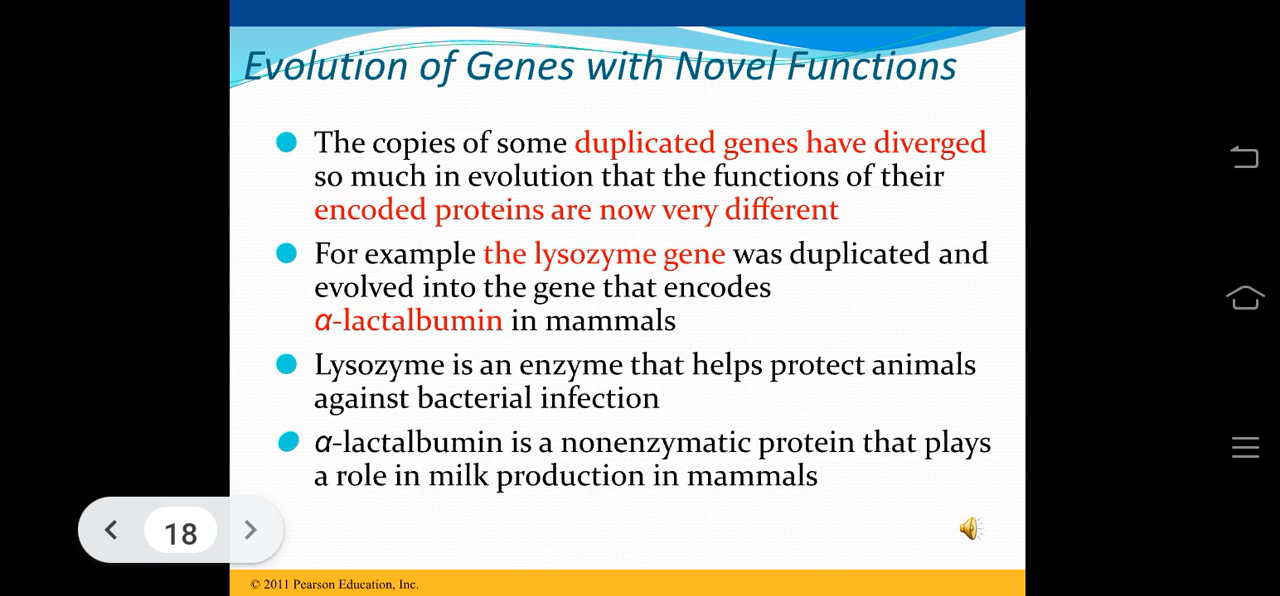 Evolution of Genes with Novel Functions
The copies of some duplicated genes have diverged
so much in evolution that the functions of their
encoded proteins are now very different
For example the lysozyme gene was duplicated and
evolved into the gene that encodes
α-lactalbumin in mammals
Lysozyme is an enzyme that helps protect animals
against bacterial infection
α-lactalbumin is a nonenzymatic protein that plays
a role in milk production in mammals
18
© 2011 Pearson Education, Inc.